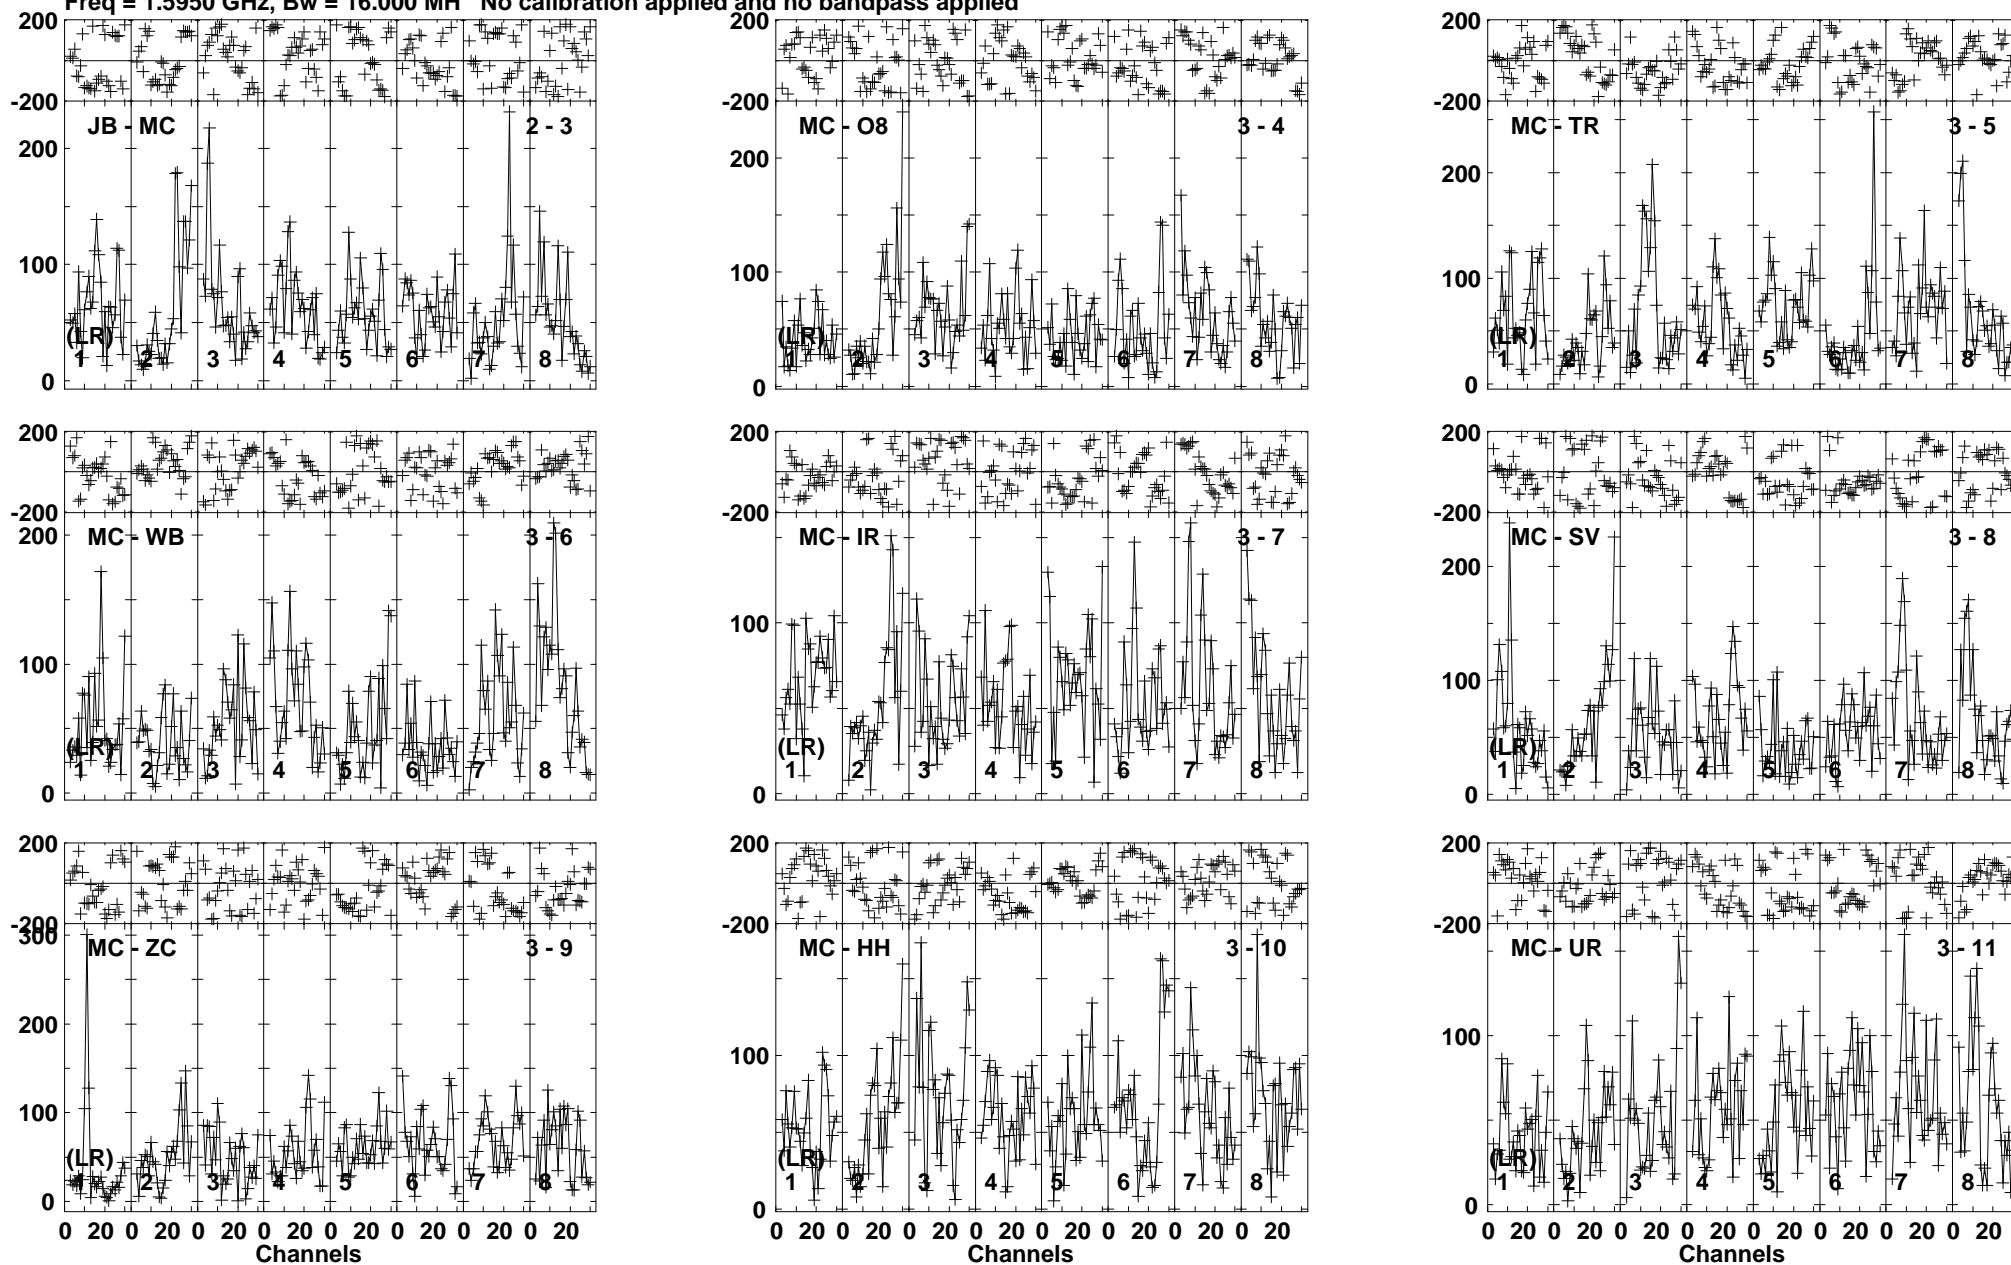 Freq = 1.5950 GHz, Bw = 16.000 MH No calibration applied and no bandpass applied
200 200 200
-200 -200 -200
JB - MC 2 - 3 MC - O8 3 - 4 MC - TR 3 - 5
200 200 200
100 100 100
(LR) (LR) (LR)
1 2 3 4 5 6 7 8 1 2 3 4 5 6 7 8 1 2 3 4 5 6 7 8
0 0 0
200 200 200
-200 -200 -200
MC - WB 3 - 6 MC - IR 3 - 7 MC - SV 3 - 8
200 200
100 100 100
(LR) (LR) (LR)
1 2 3 4 5 6 7 8 1 2 3 4 5 6 7 8 1 2 3 4 5 6 7 8
0 0 0
200 200 200
-200 -200 -200
300
MC - ZC 3 - 9 MC - HH 3 - 10 MC - UR 3 - 11
200
100 100 100
(LR) (LR) (LR)
1 2 3 4 5 6 7 8 1 2 3 4 5 6 7 8 1 2 3 4 5 6 7 8
0 0 0
0 20 0 20 0 20 0 20 0 20 0 20 0 20 0 20 0 20 0 20 0 20 0 20 0 20 0 20 0 20 0 20 0 20 0 20 0 20 0 20 0 20 0 20 0 20 0 20
Channels Channels Channels